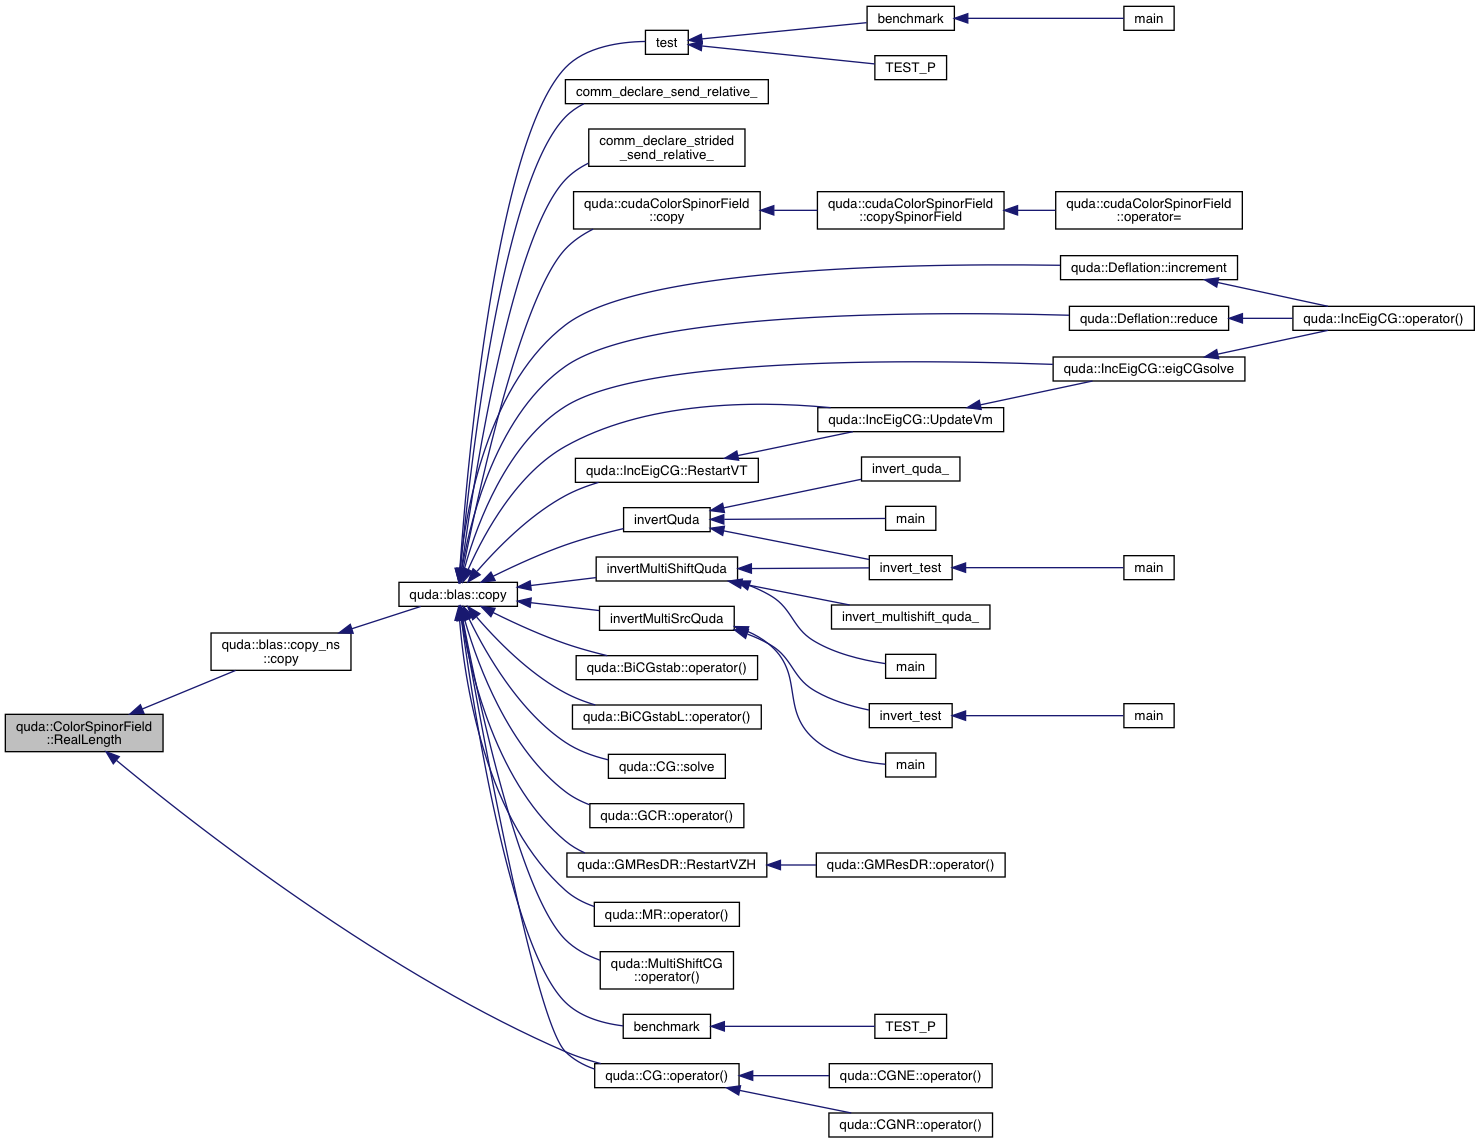 benchmark
main
test
TEST_P
comm_declare_send_relative_
comm_declare_strided
_send_relative_
quda::cudaColorSpinorField
::copy
quda::cudaColorSpinorField
::copySpinorField
quda::cudaColorSpinorField
::operator=
quda::Deflation::increment
quda::Deflation::reduce
quda::IncEigCG::operator()
quda::IncEigCG::eigCGsolve
quda::IncEigCG::UpdateVm
quda::IncEigCG::RestartVT
invert_quda_
invertQuda
main
invertMultiShiftQuda
invert_test
main
quda::blas::copy
invertMultiSrcQuda
invert_multishift_quda_
quda::blas::copy_ns
::copy
quda::BiCGstab::operator()
main
quda::ColorSpinorField
::RealLength
quda::BiCGstabL::operator()
invert_test
main
quda::CG::solve
main
quda::GCR::operator()
quda::GMResDR::RestartVZH
quda::GMResDR::operator()
quda::MR::operator()
quda::MultiShiftCG
::operator()
benchmark
TEST_P
quda::CG::operator()
quda::CGNE::operator()
quda::CGNR::operator()